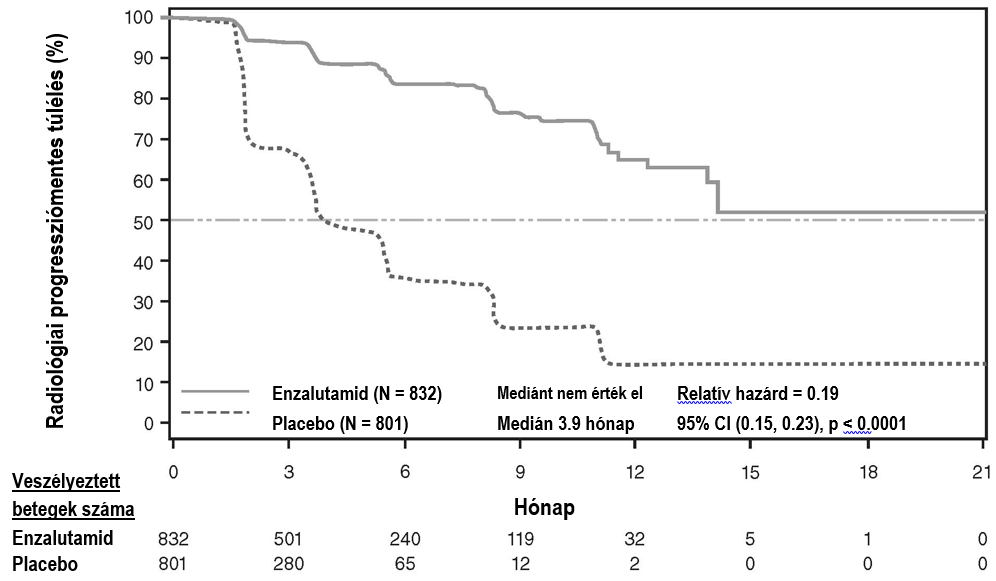 Radiológiai progressziómentes túlélés (%)
100
90
80
70
60
50
40
30
20
10
0
Enzalutamid (N = 832) Mediánt nem érték el Relatív hazárd = 0.19
Placebo (N = 801) Medián 3.9 hónap 95% CI (0.15, 0.23), p < 0.0001
0 3 6 9 12 15 18 21
Hónap
Veszélyeztett
betegek száma
Enzalutamid 832 501 240 119 32 5 1 0
Placebo 801 280 65 12 2 0 0 0